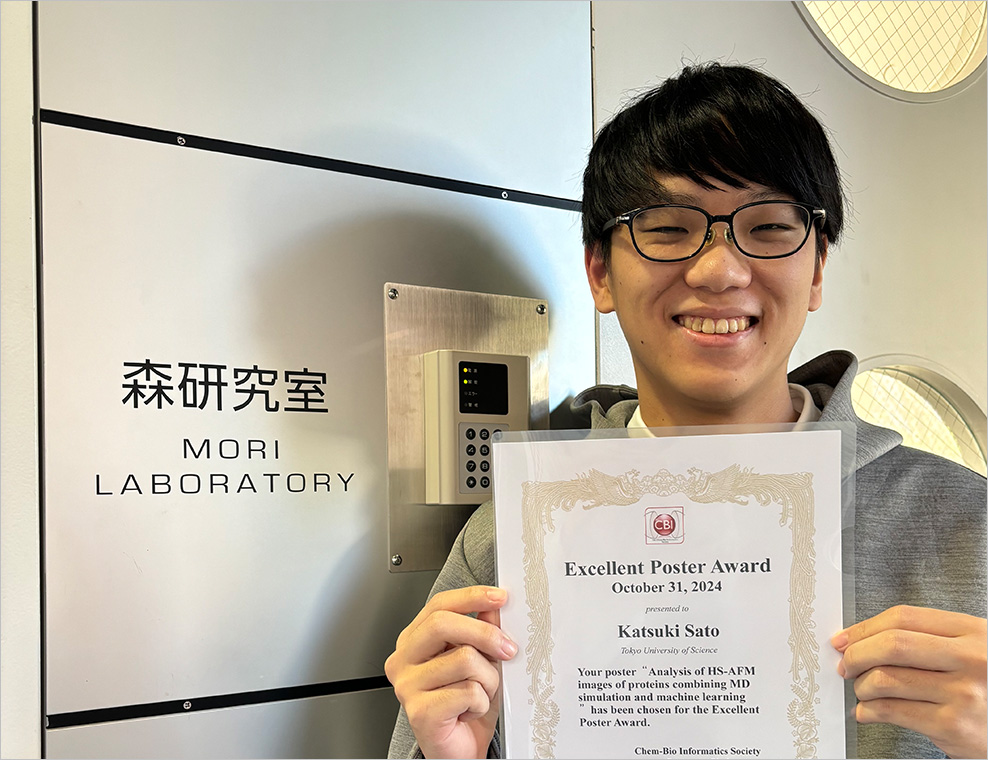 森研究室
MORI
LABORATORY
CBI
Excellent Poster Award
October 31, 2024
presented to
Katsuki Sato
Tokyo University of Science
Your poster “Analysis of HS-AFM
images of proteins combining MD
simulation and machine learning
” has been chosen for the Excellent
Poster Award.
Chem-Bio Informatics Society